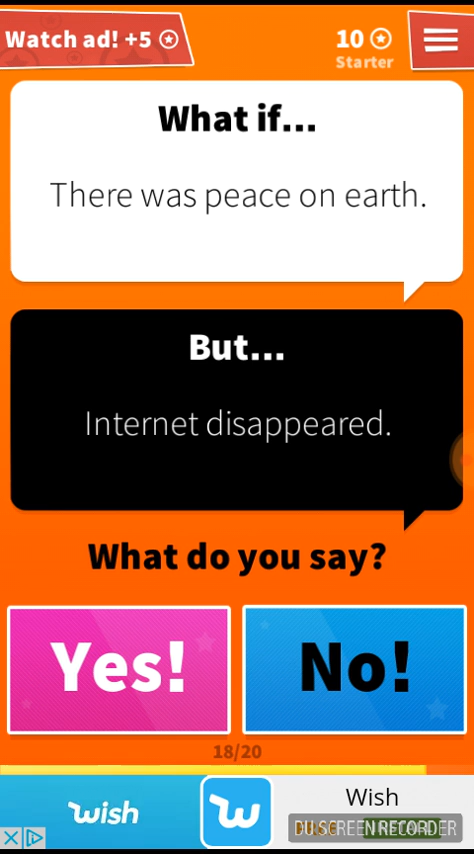 Watch ad! +5
10
Starter
What if...
There was peace on earth.
But...
Internet disappeared.
What do you say?
Yes!
No!
18/20
wish
Wish
DU SCREEN RECORDER